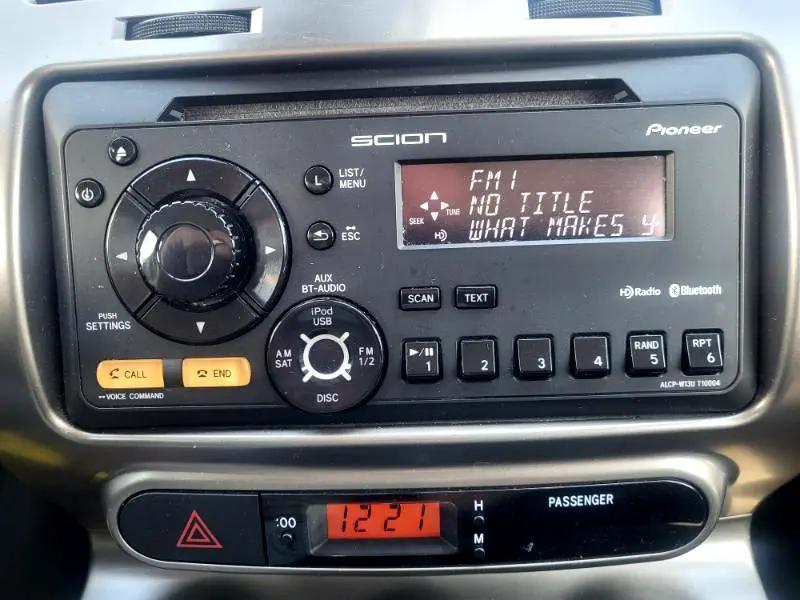 SCION
Pioneer
L
LIST/
MENU
ESC
FM1
NO TITLE
WHAT MAKES Y
SEEK
TUNE
HD
AUX
BT-AUDIO
iPod
USB
AM
SAT
FM
1/2
DISC
PUSH
SETTINGS
CALL
END
VOICE COMMAND
SCAN
TEXT
HD Radio
Bluetooth
1
2
3
4
RAND
5
RPT
6
ALCP-W13U T10004
:00
12 21
H
M
PASSENGER